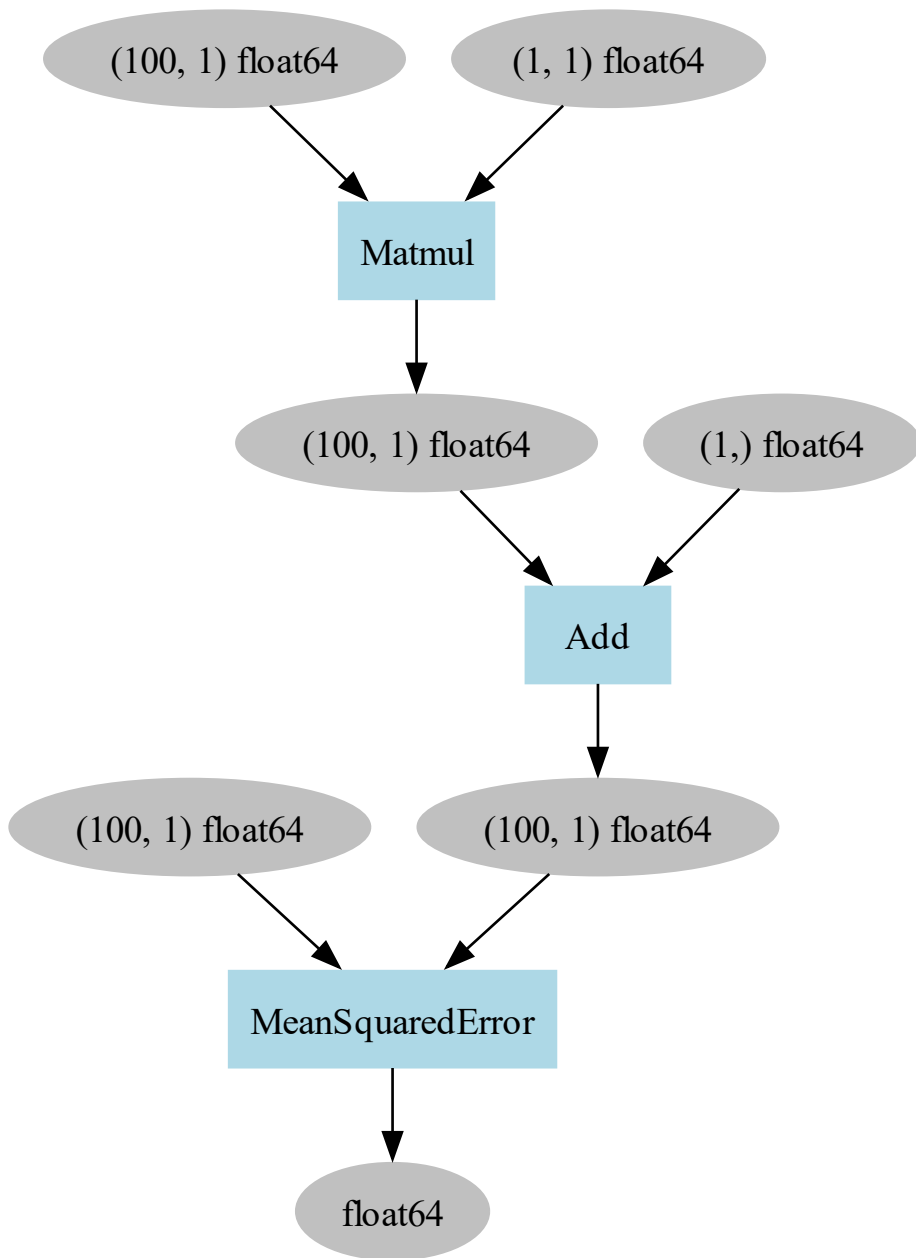 (100, 1) float64
(1, 1) float64
Matmul
(100, 1) float64
(1,) float64
Add
(100, 1) float64
(100, 1) float64
MeanSquaredError
float64